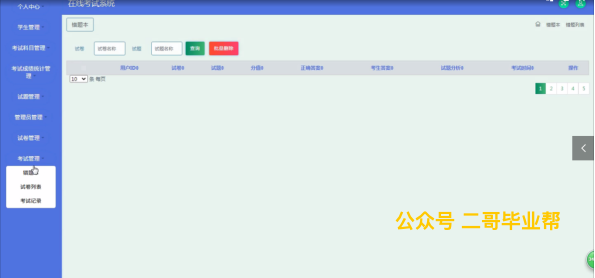 在线考试系统
个人中心
学生管理
考试科目管理
考试成绩统计管理
试题管理
管理员管理
试卷管理
考试管理
错题
试卷列表
考试记录
错题本
错题本 错题列表
试卷 试卷名称 试题 试题名称 查询 批量删除
用户ID 试卷 试题 分值 正确答案 考生答案 试题分析 考试时间 操作
10 条 每页
1 2 3 4 5
公众号 二哥毕业帮